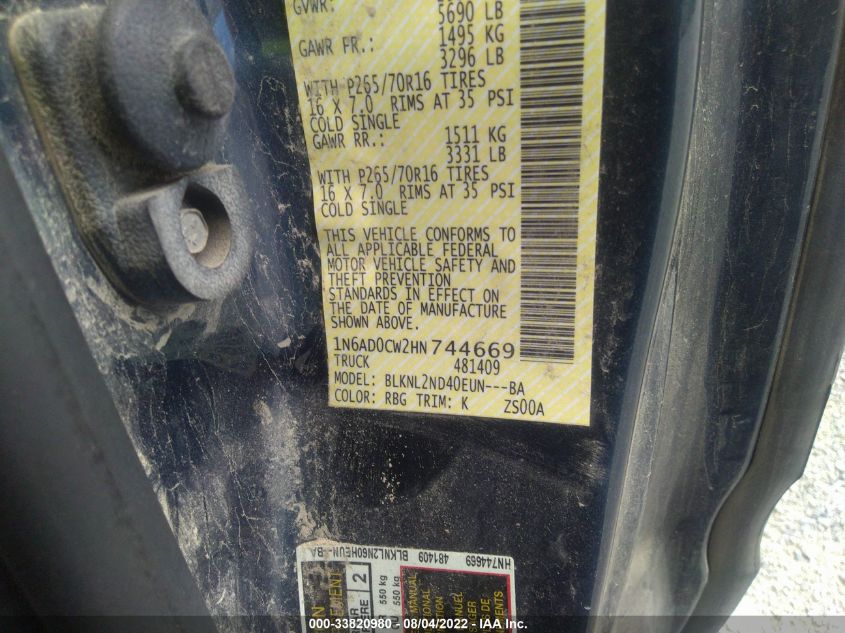 GVWR: 5690 LB
GAWR FR.: 1495 KG
3296 LB
WITH P265/70R16 TIRES
16 X 7.0 RIMS AT 35 PSI
COLD SINGLE
GAWR RR.: 1511 KG
3331 LB
WITH P265/70R16 TIRES
16 X 7.0 RIMS AT 35 PSI
COLD SINGLE
THIS VEHICLE CONFORMS TO
ALL APPLICABLE FEDERAL
MOTOR VEHICLE SAFETY AND
THEFT PREVENTION
STANDARDS IN EFFECT ON
THE DATE OF MANUFACTURE
SHOWN ABOVE.
1N6AD0CW2HN744669
TRUCK 481409
MODEL: BLKNL2ND40EUN---BA
COLOR: RBG TRIM: K ZS00A
HN744669 481409 BLKNL2N60HEUN-BA
2
550 kg
550 kg
MANUAL
000-33820980 - 08/04/2022 - IAA Inc.